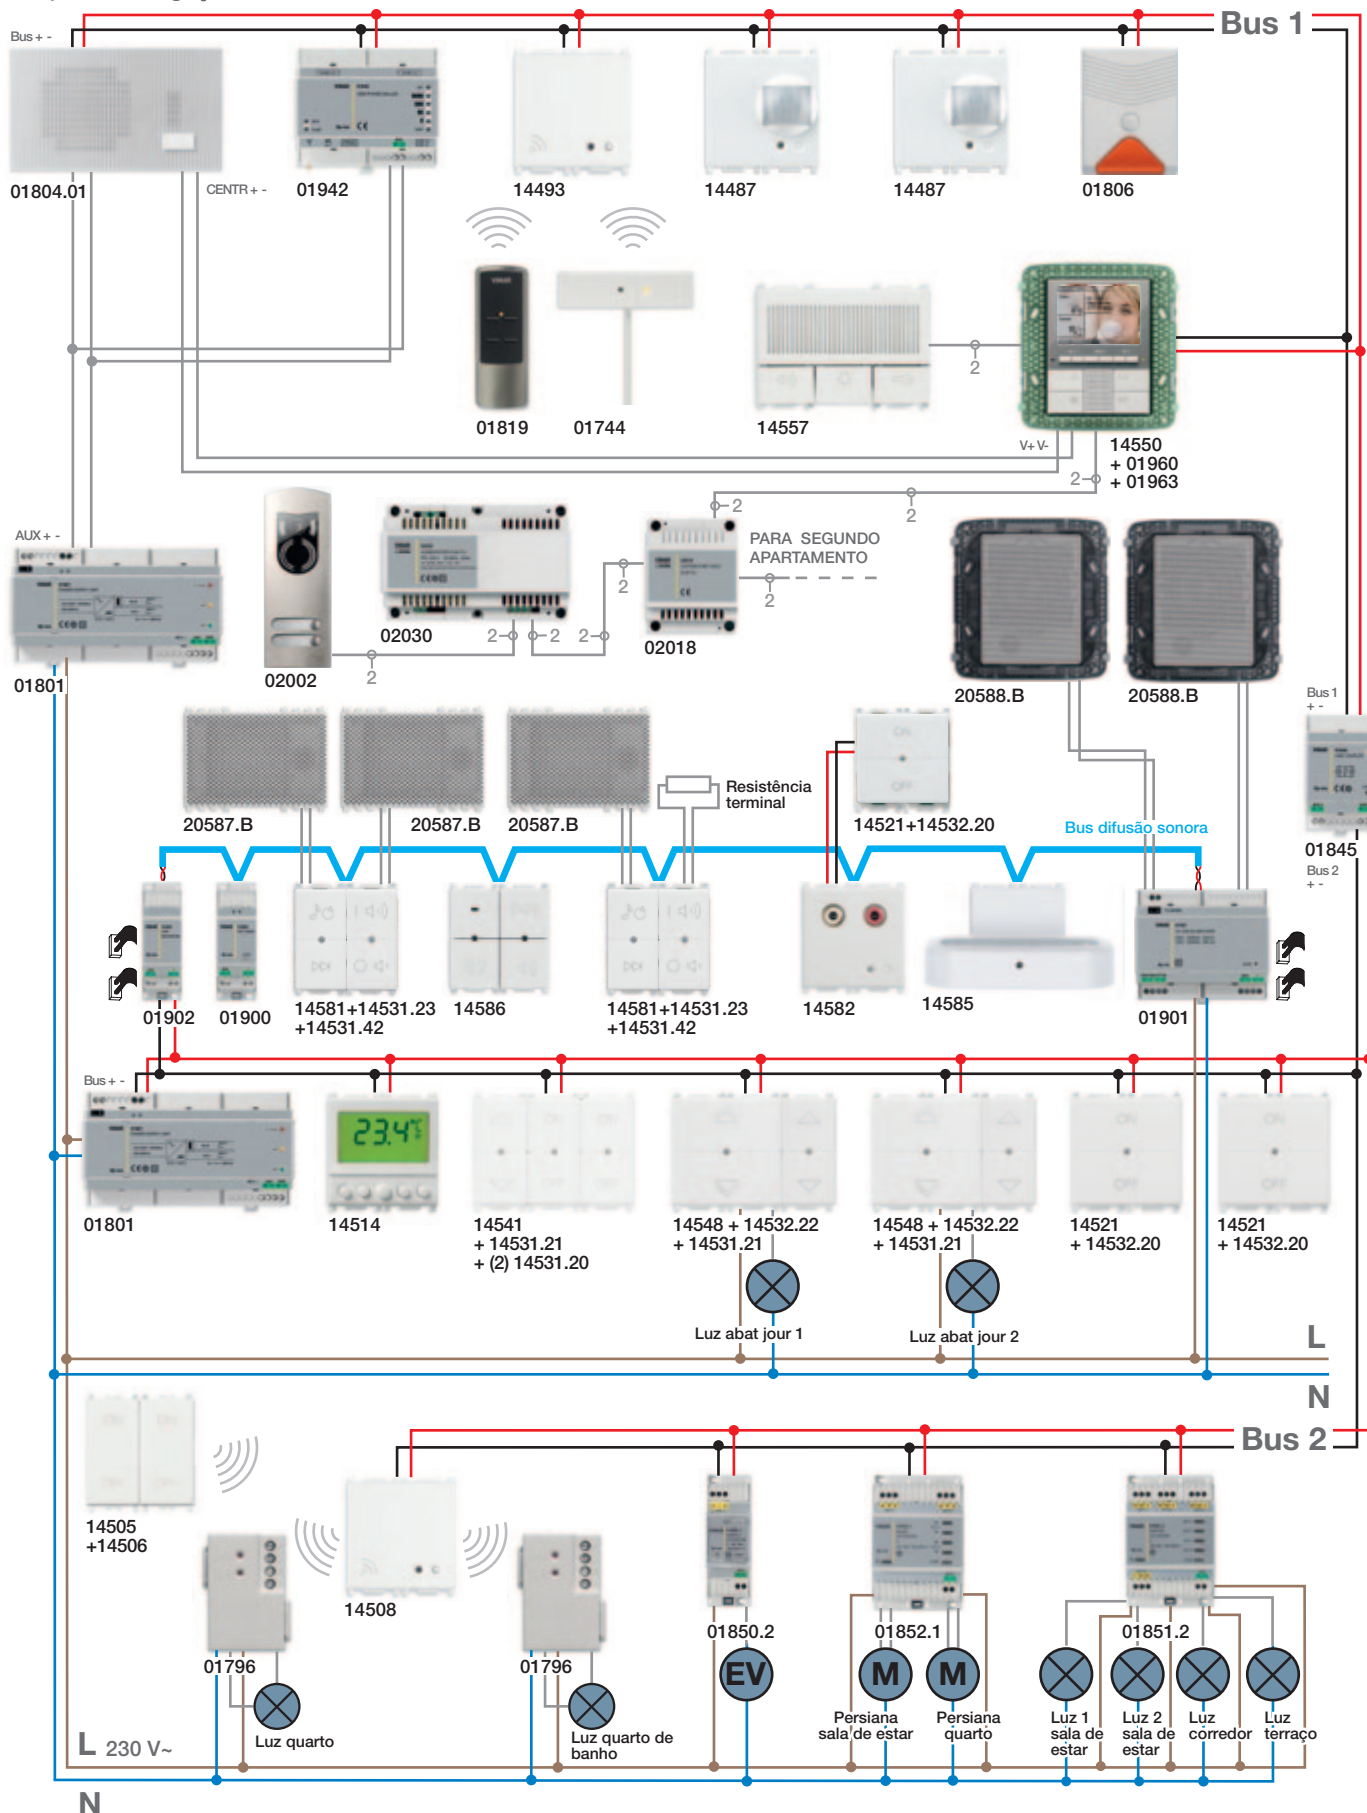 Bus + -
Bus 1
01804.01
CENTR + -
01942
14493
14487
14487
01806
01819
01744
14557
2
V+ V-
14550
+ 01960
+ 01963
2
2
2
AUX + -
PARA SEGUNDO
APARTAMENTO
2
2
02030
2
2
2
02018
02002
2
01801
20588.B
20588.B
Bus 1
+ -
Resistência
terminal
20587.B
20587.B
20587.B
14521+14532.20
Bus difusão sonora
01845
Bus 2
+ -
01902
01900
14581+14531.23
+14531.42
14586
14581+14531.23
+14531.42
14582
14585
01901
Bus + -
23.4°C
01801
14514
14541
+ 14531.21
+ (2) 14531.20
14548 + 14532.22
+ 14531.21
14548 + 14532.22
+ 14531.21
14521
+ 14532.20
14521
+ 14532.20
Luz abat jour 1
Luz abat jour 2
L
N
Bus 2
14505
+14506
14508
01796
01796
01850.2
01852.1
01851.2
EV
M
M
Luz quarto
Luz quarto de
banho
Persiana
sala de estar
Persiana
quarto
Luz 1
sala de
estar
Luz 2
sala de
estar
Luz
corredor
Luz
terraço
L 230 V~
N